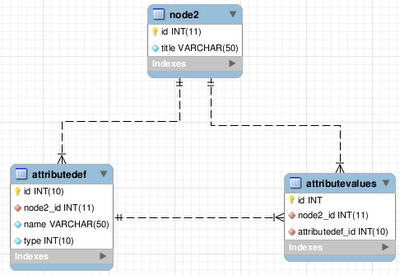 node2
id INT(11)
title VARCHAR(50)
Indexes
attributedef
id INT(10)
node2_id INT(11)
name VARCHAR(50)
type INT(10)
Indexes
attributevalues
id INT
node2_id INT(11)
attributedef_id INT(10)
Indexes